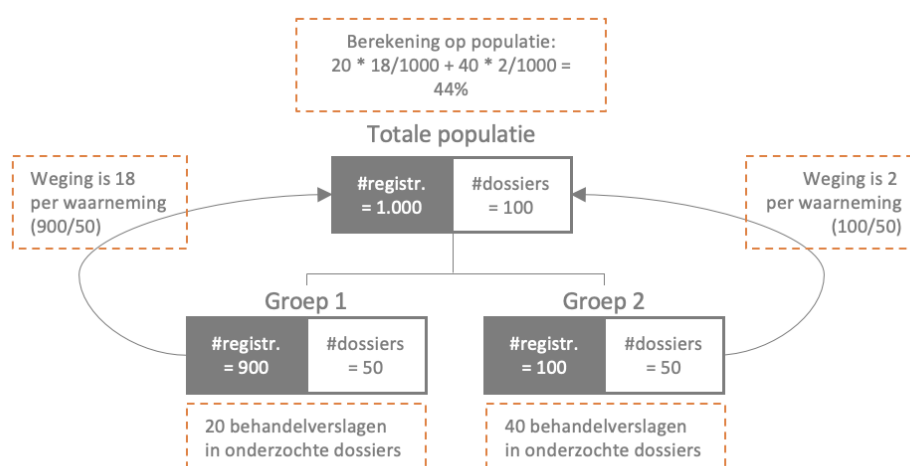 Berekening op populatie:
20 * 18/1000 + 40 * 2/1000 =
44%
Totale populatie
Weging is 18
per waarneming
(900/50)
#registr.
= 1.000
#dossiers
= 100
Weging is 2
per waarneming
(100/50)
Groep 1
#registr.
= 900
#dossiers
= 50
Groep 2
#registr.
= 100
#dossiers
= 50
20 behandelverslagen
in onderzochte dossiers
40 behandelverslagen
in onderzochte dossiers